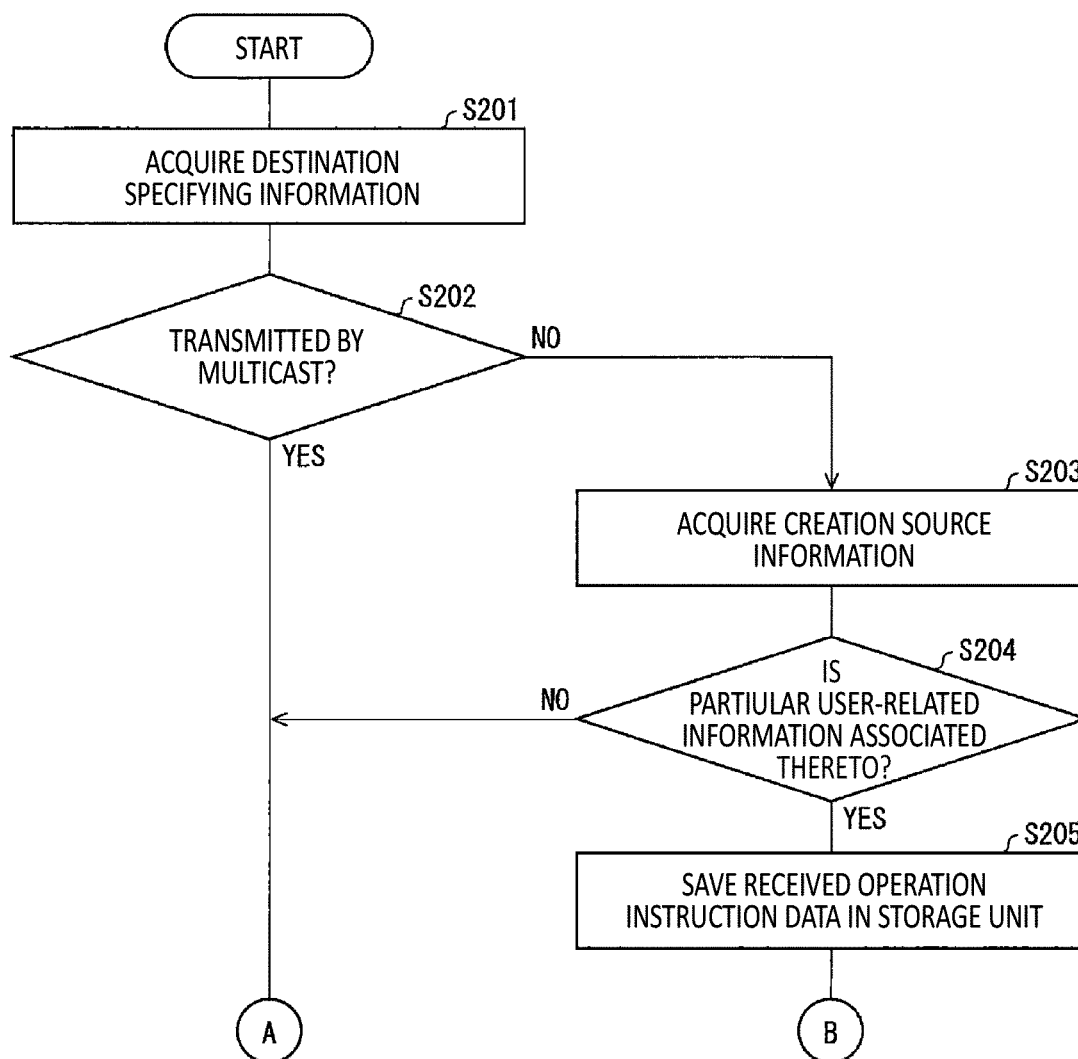 START
S201
ACQUIRE DESTINATION
SPECIFYING INFORMATION
S202
TRANSMITTED BY
MULTICAST?
NO
YES
S203
ACQUIRE CREATION SOURCE
INFORMATION
S204
IS
PARTIULAR USER-RELATED
INFORMATION ASSOCIATED
THERETO?
NO
YES
S205
SAVE RECEIVED OPERATION
INSTRUCTION DATA IN STORAGE UNIT
A
B